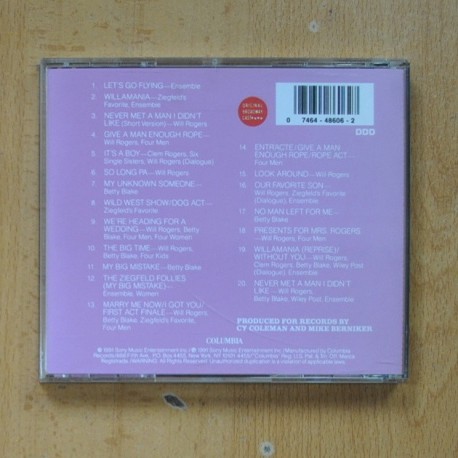 1. LET'S GO FLYING—Ensemble
2. WILLAMANIA—Ziegfeld's
Favorite, Ensemble
3. NEVER MET A MAN I DIDN'T
LIKE (Short Version)—Will Rogers
4. GIVE A MAN ENOUGH ROPE—
Will Rogers, Four Men
5. IT'S A BOY—Clem Rogers, Six
Single Sisters, Will Rogers (Dialogue)
6. SO LONG PA—Will Rogers
7. MY UNKNOWN SOMEONE—
Betty Blake
8. WILD WEST SHOW/DOG ACT—
Ziegfeld's Favorite
9. WE'RE HEADING FOR A
WEDDING—Will Rogers, Betty
Blake, Four Men, Four Women
10. THE BIG TIME—Will Rogers,
Betty Blake, Four Kids
11. MY BIG MISTAKE—Betty Blake
12. THE ZIEGFELD FOLLIES
(MY BIG MISTAKE)—
Ensemble, Women
13. MARRY ME NOW/I GOT YOU/
FIRST ACT FINALE—Will Rogers,
Betty Blake, Ziegfeld's Favorite,
Four Men
ORIGINAL
BROADWAY
CAST
0 7464-48606-2
DDD
14. ENTRACTE (GIVE A MAN
ENOUGH ROPE/ROPE ACT—
Four Men
15. LOOK AROUND—Will Rogers
16. OUR FAVORITE SON—
Will Rogers, Ziegfeld's Favorite
(Dialogue), Ensemble
17. NO MAN LEFT FOR ME—
Betty Blake
18. PRESENTS FOR MRS. ROGERS
—Will Rogers, Four Men
19. WILLAMANIA (REPRISE)/
WITHOUT YOU—Will Rogers,
Clem Rogers, Betty Blake, Wiley Post
(Dialogue), Ensemble
20. NEVER MET A MAN I DIDN'T
LIKE—Will Rogers,
Betty Blake, Wiley Post, Ensemble
PRODUCED FOR RECORDS BY
CY COLEMAN AND MIKE BERNIKER
COLUMBIA